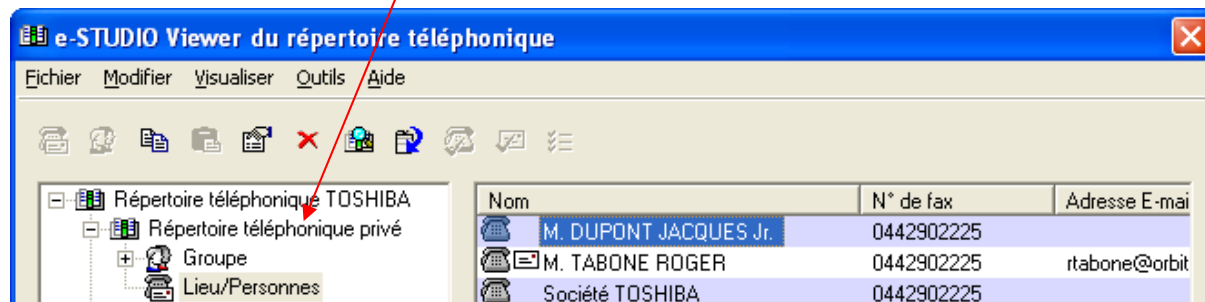 e-STUDIO Viewer du répertoire téléphonique
Fichier Modifier Visualiser Outils Aide
Répertoire téléphonique TOSHIBA
Répertoire téléphonique privé
Groupe
Lieu/Personnes
Nom N° de fax Adresse E-mai
M. DUPONT JACQUES Jr. 0442902225
M. TABONE ROGER 0442902225 rtabone@orbit
Société TOSHIBA 0442902225